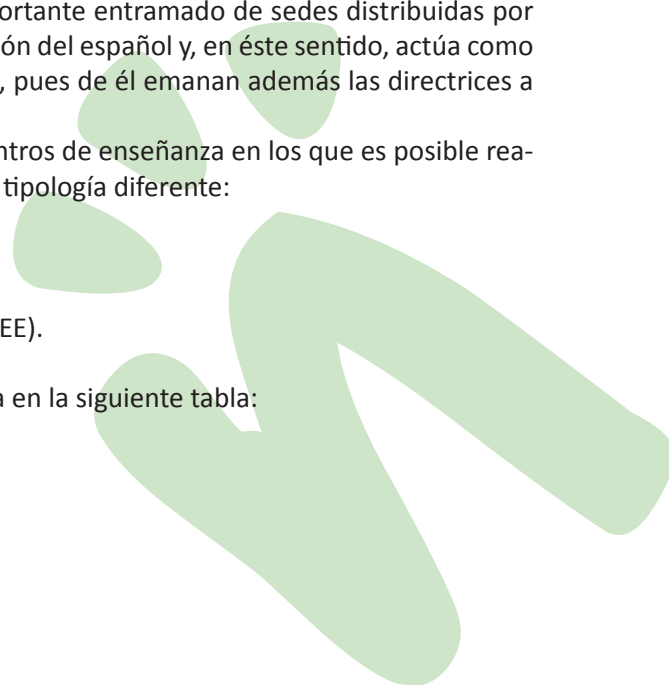 ortante entramado de sedes distribuidas por
ón del español y, en éste sentido, actúa como
, pues de él emanan además las directrices a
ntros de enseñanza en los que es posible rea-
tipología diferente:
EE).
a en la siguiente tabla: